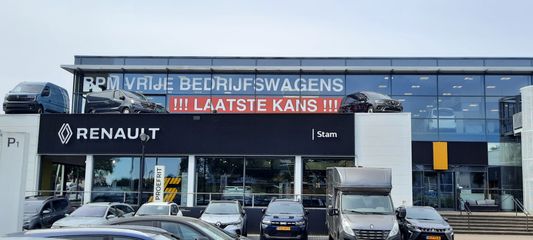 BPM VRIJE BEDRIJFSWAGENS
!!! LAATSTE KANS !!!
RENAULT
| Stam
P1
PROEFRIT